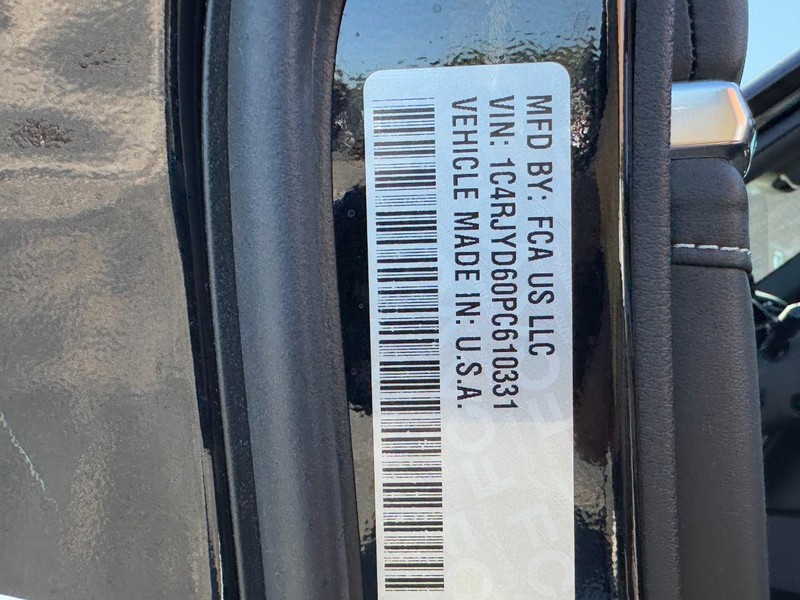 MFD BY: FCA US LLC
VIN: 1C4RJYD60PC610331
VEHICLE MADE IN: U.S.A.